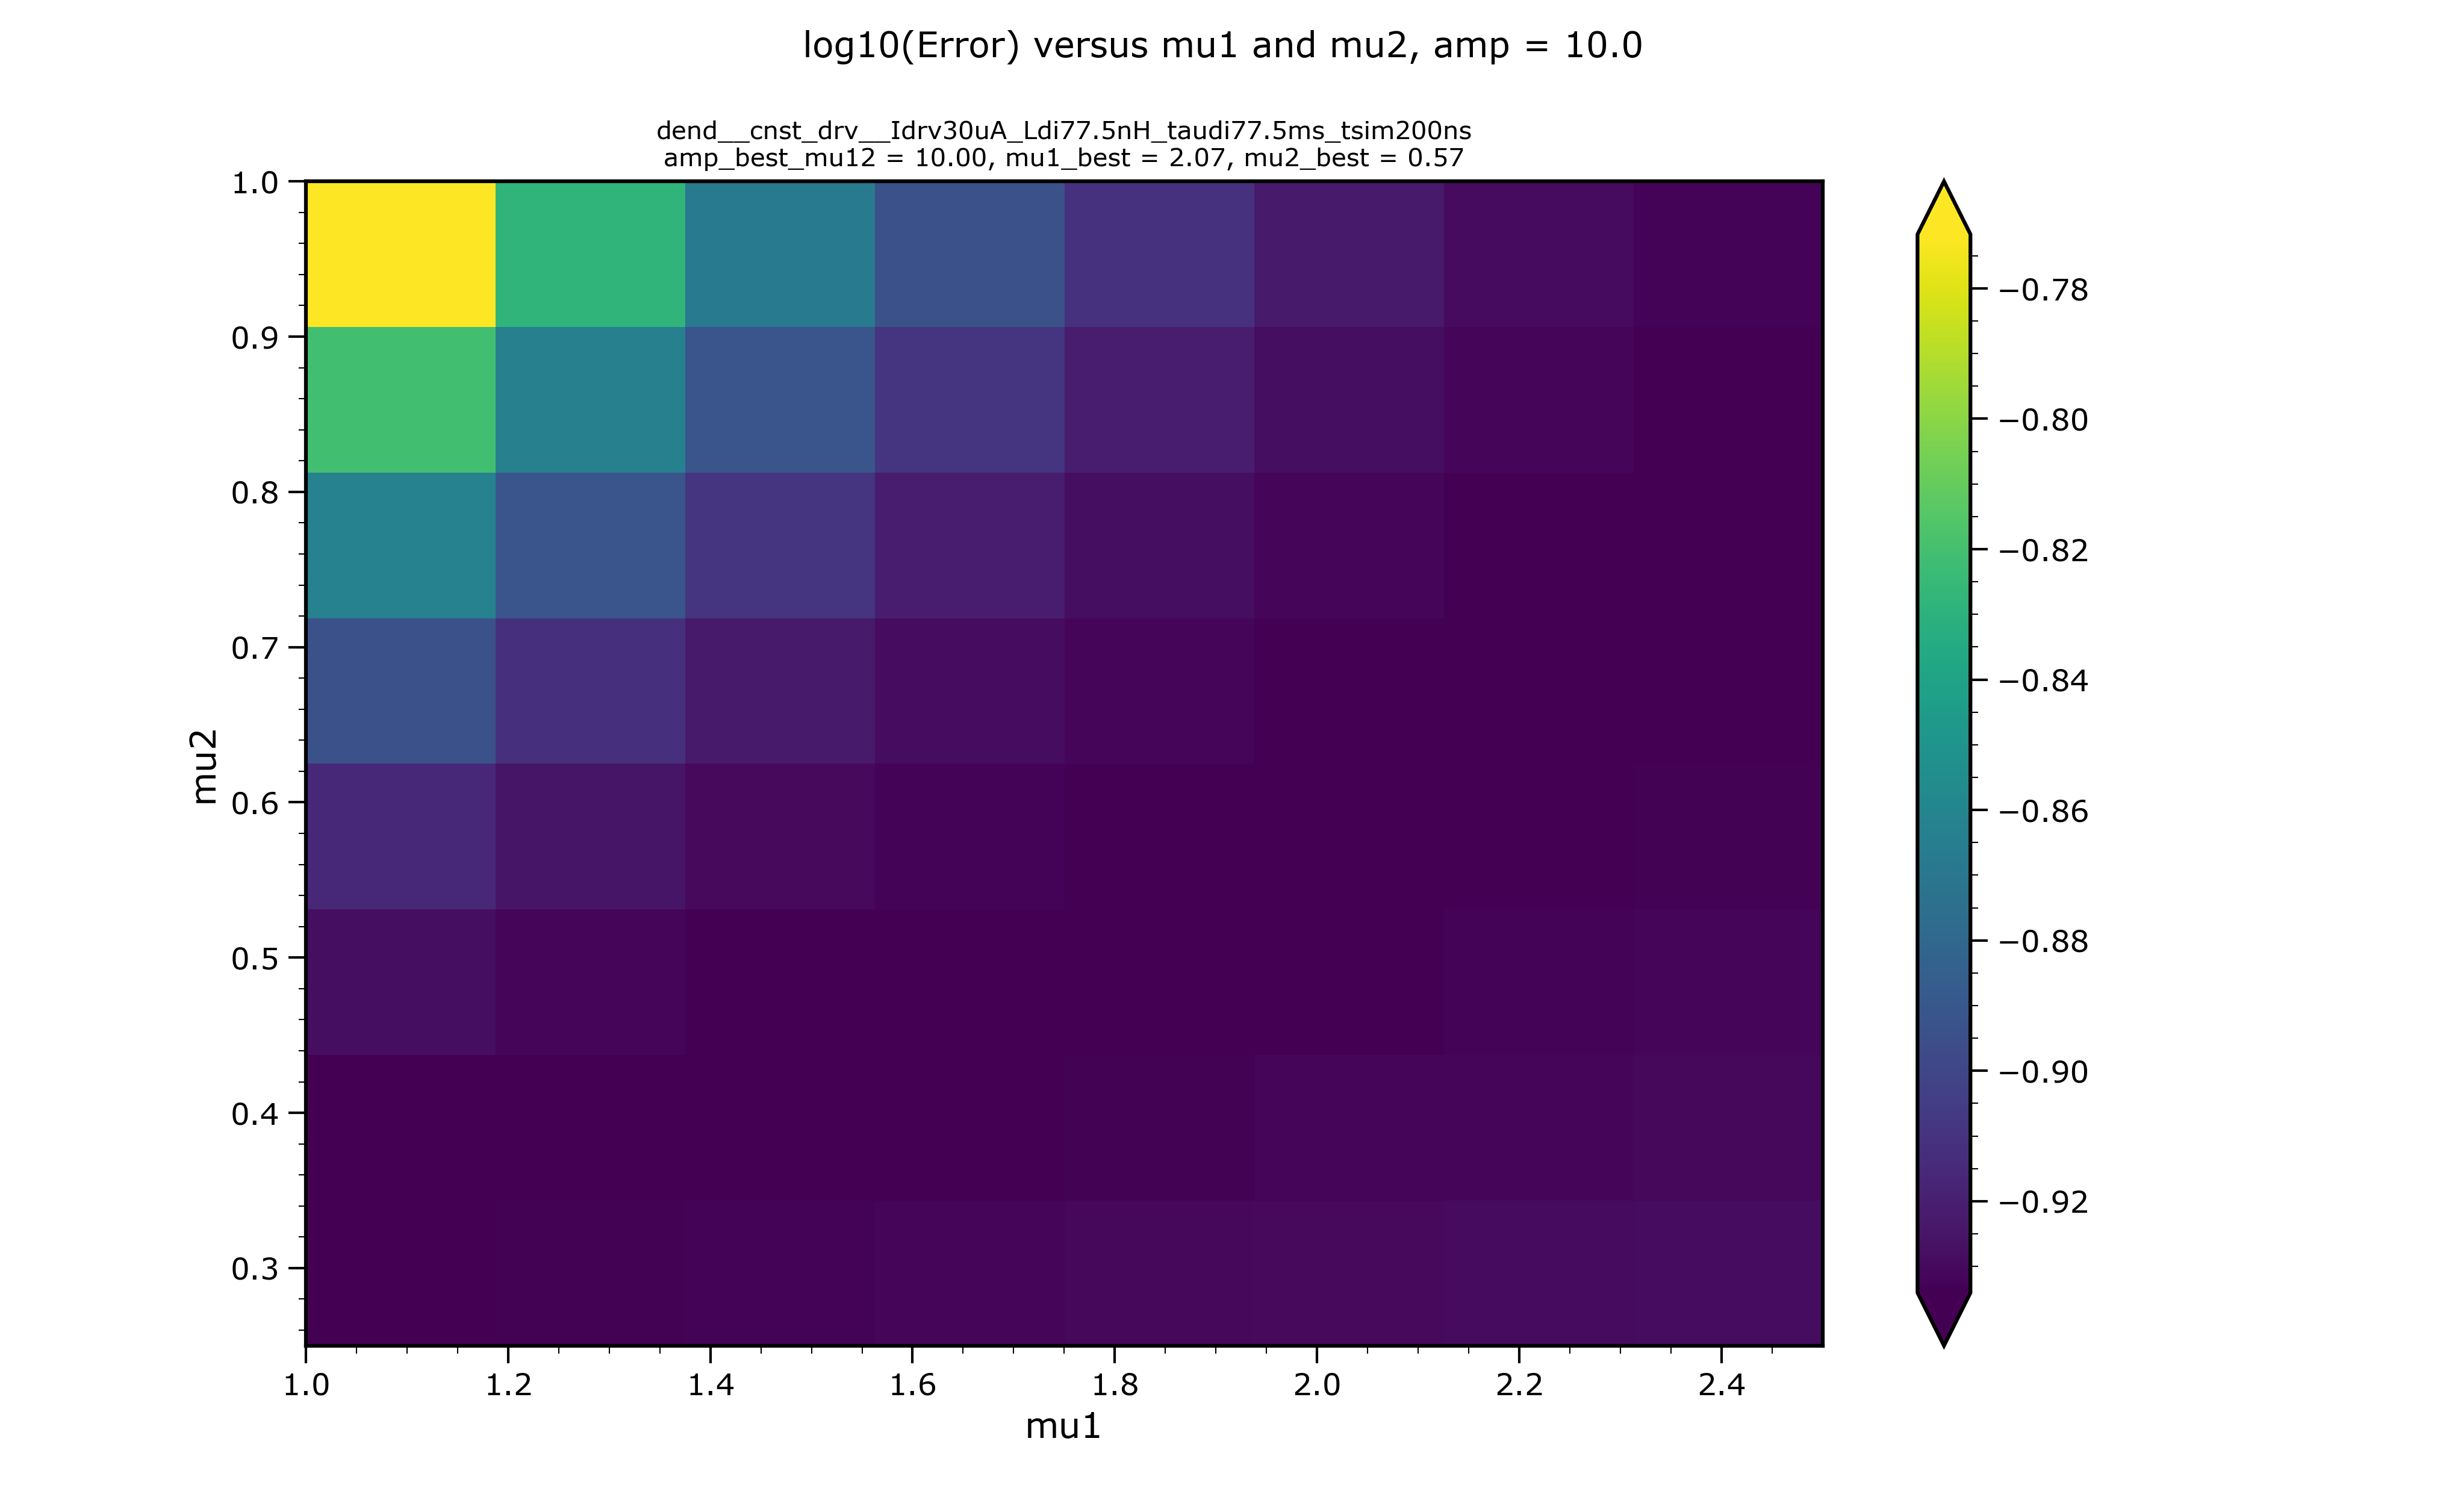 log10(Error) versus mu1 and mu2, amp = 10.0
dend__cnst_drv__Idrv30uA_Ldi77.5nH_taudi77.5ms_tsim200ns
amp_best_mu12 = 10.00, mu1_best = 2.07, mu2_best = 0.57
1.0
0.9
0.8
0.7
0.6
0.5
0.4
0.3
mu2
1.0 1.2 1.4 1.6 1.8 2.0 2.2 2.4
mu1
−0.78
−0.80
−0.82
−0.84
−0.86
−0.88
−0.90
−0.92